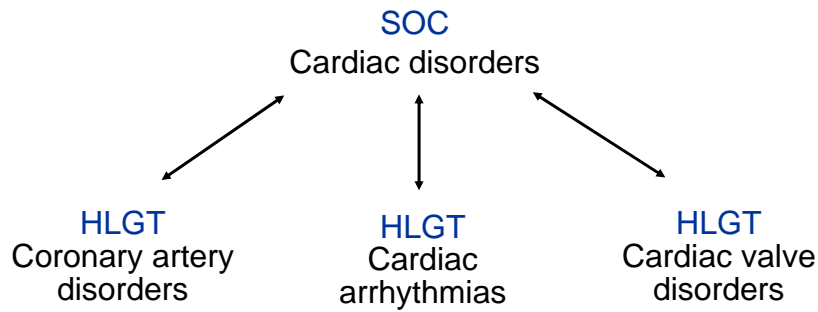 SOC
Cardiac disorders
HLGT
Coronary artery
disorders
HLGT
Cardiac
arrhythmias
HLGT
Cardiac valve
disorders